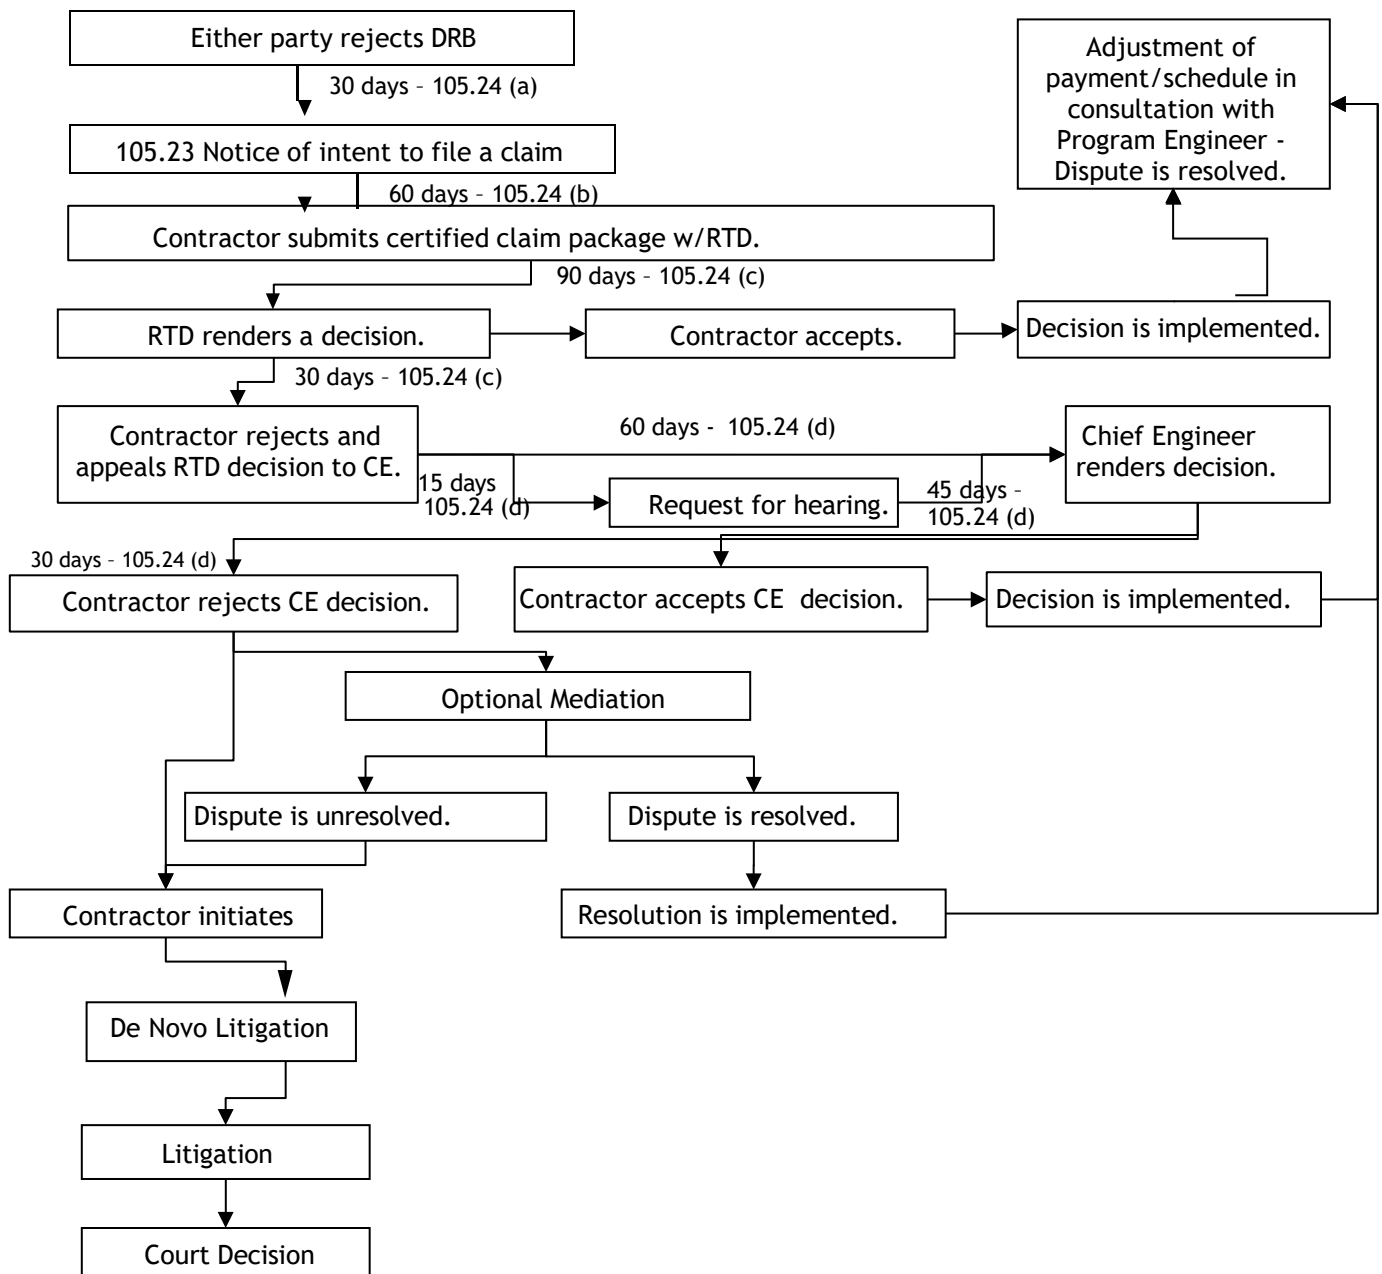 Either party rejects DRB
30 days – 105.24 (a)
105.23 Notice of intent to file a claim
60 days – 105.24 (b)
Contractor submits certified claim package w/RTD.
90 days – 105.24 (c)
Adjustment of
payment/schedule in
consultation with
Program Engineer -
Dispute is resolved.
RTD renders a decision.
Contractor accepts.
Decision is implemented.
30 days – 105.24 (c)
Contractor rejects and
appeals RTD decision to CE.
60 days - 105.24 (d)
Chief Engineer
renders decision.
15 days
105.24 (d)
Request for hearing.
45 days –
105.24 (d)
30 days – 105.24 (d)
Contractor rejects CE decision.
Contractor accepts CE decision.
Decision is implemented.
Optional Mediation
Dispute is unresolved.
Dispute is resolved.
Contractor initiates
Resolution is implemented.
De Novo Litigation
Litigation
Court Decision